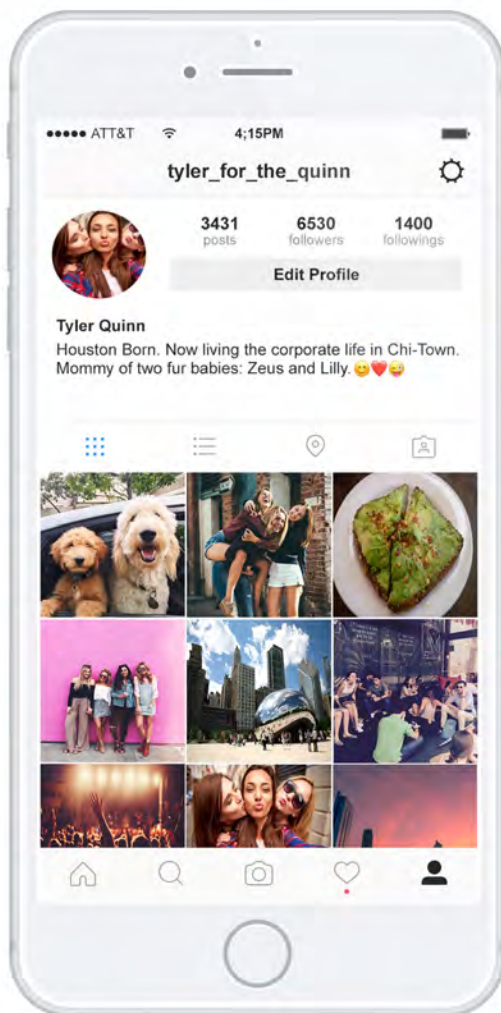 ATT&T 4;15PM
tyler_for_the_quinn
3431 6530 1400
posts followers followings
Edit Profile
Tyler Quinn
Houston Born. Now living the corporate life in Chi-Town.
Mommy of two fur babies: Zeus and Lilly.😊❤️😜